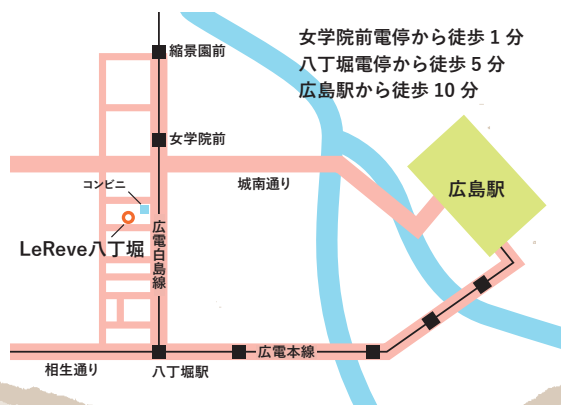 女学院前電停から徒歩 1 分
八丁堀電停から徒歩 5 分
広島駅から徒歩 10 分
縮景園前
女学院前
城南通り
広島駅
コンビニ
LeReve八丁堀
広電白島線
広電本線
相生通り
八丁堀駅